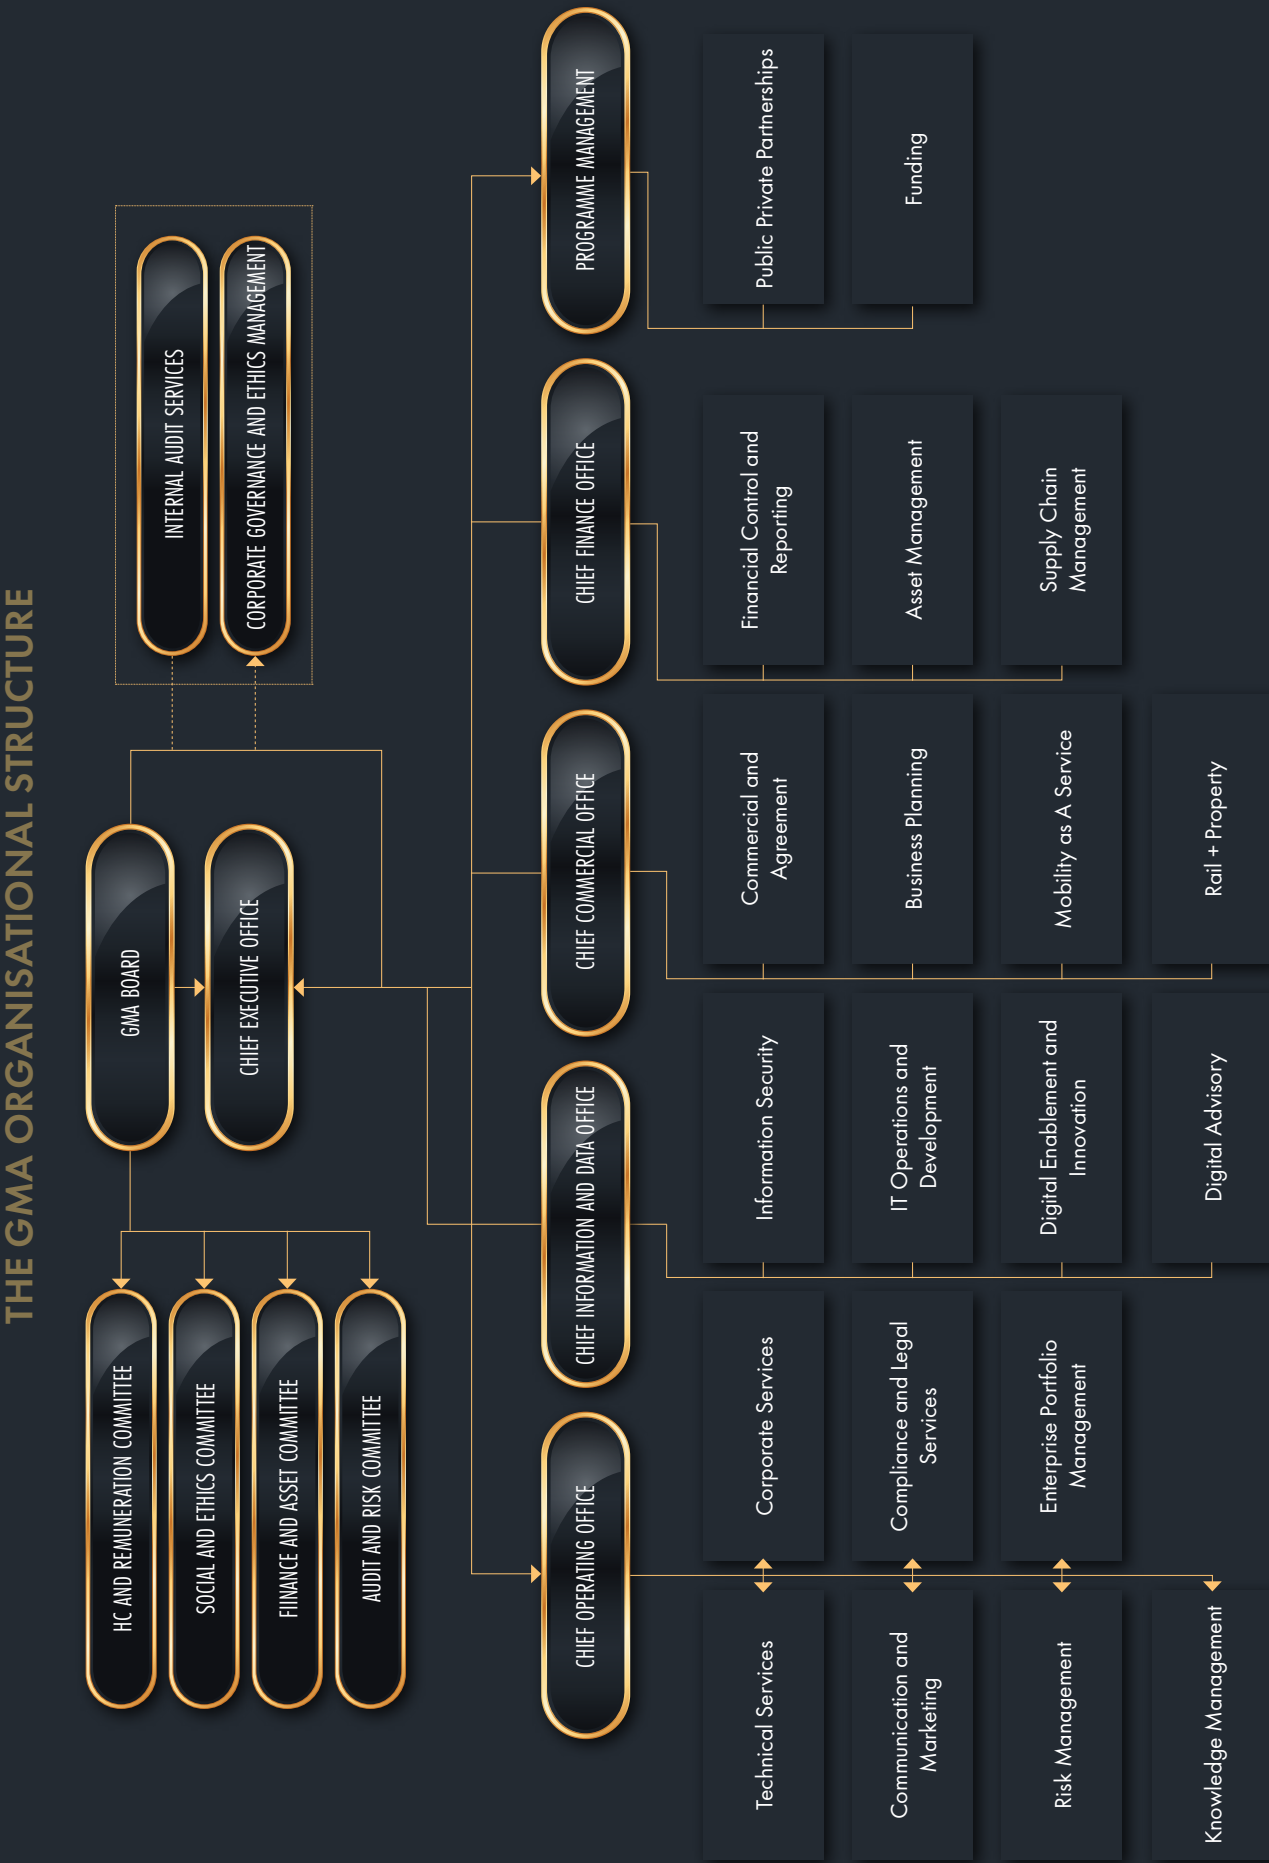 THE GMA ORGANISATIONAL STRUCTURE
HC AND REMUNERATION COMMITTEE
SOCIAL AND ETHICS COMMITTEE
FIINANCE AND ASSET COMMITTEE
AUDIT AND RISK COMMITTEE
GMA BOARD
CHIEF EXECUTIVE OFFICE
INTERNAL AUDIT SERVICES
CORPORATE GOVERNANCE AND ETHICS MANAGEMENT
CHIEF OPERATING OFFICE
CHIEF INFORMATION AND DATA OFFICE
CHIEF COMMERCIAL OFFICE
CHIEF FINANCE OFFICE
PROGRAMME MANAGEMENT
Technical Services
Corporate Services
Communication and
Marketing
Compliance and Legal
Services
Risk Management
Enterprise Portfolio
Management
Knowledge Management
Information Security
IT Operations and
Development
Digital Enablement and
Innovation
Digital Advisory
Commercial and
Agreement
Business Planning
Mobility as A Service
Rail + Property
Financial Control and
Reporting
Asset Management
Supply Chain
Management
Public Private Partnerships
Funding